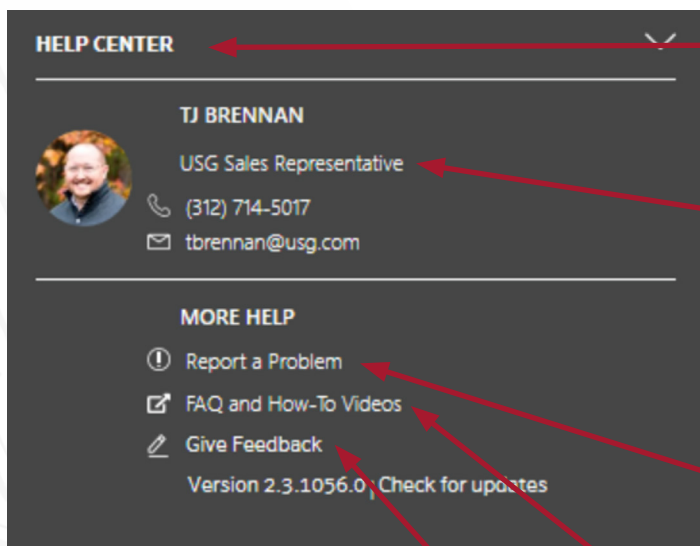 HELP CENTER
TJ BRENNAN
USG Sales Representative
(312) 714-5017
tbrennan@usg.com
MORE HELP
Report a Problem
FAQ and How-To Videos
Give Feedback
Version 2.3.1056.0 | Check for updates